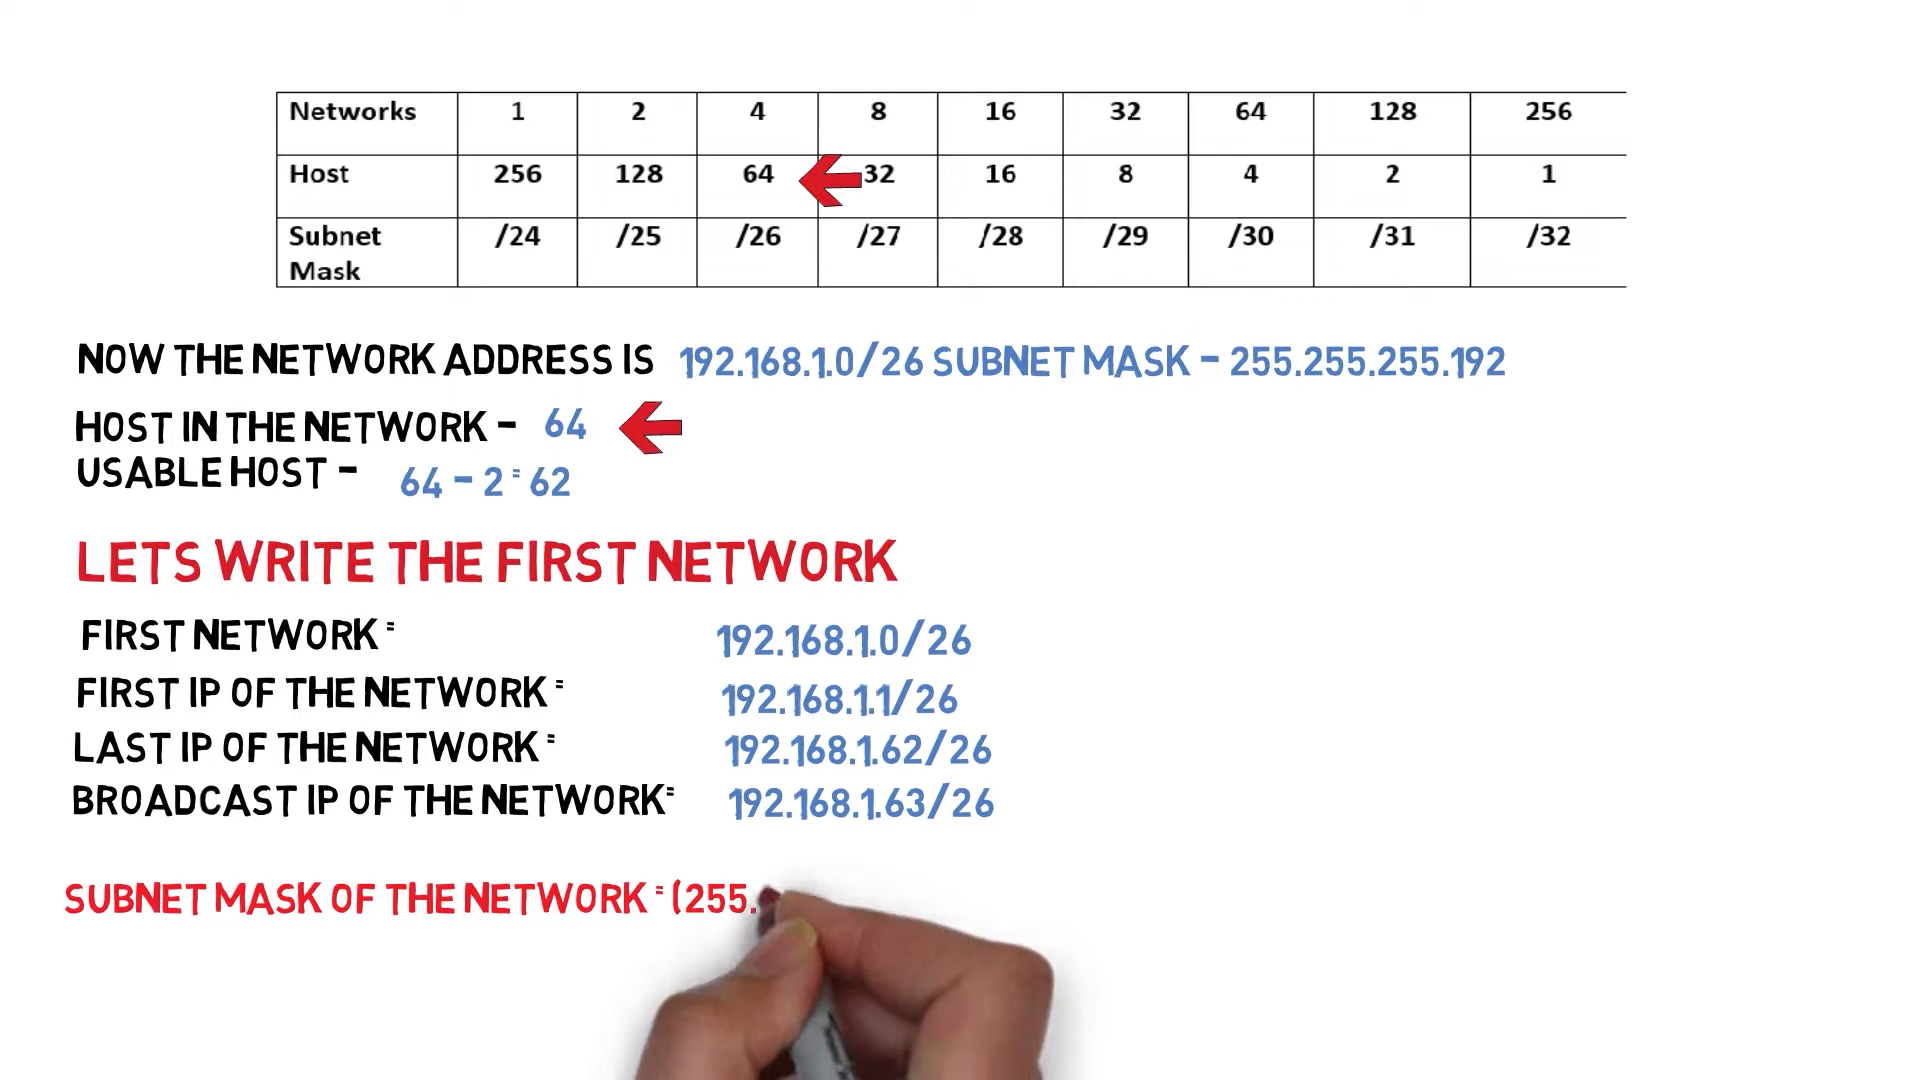 Networks 1 2 4 8 16 32 64 128 256
Host 256 128 64 32 16 8 4 2 1
Subnet Mask /24 /25 /26 /27 /28 /29 /30 /31 /32
NOW THE NETWORK ADDRESS IS 192.168.1.0/26 SUBNET MASK - 255.255.255.192
HOST IN THE NETWORK - 64
USABLE HOST - 64 - 2 = 62
LETS WRITE THE FIRST NETWORK
FIRST NETWORK = 192.168.1.0/26
FIRST IP OF THE NETWORK = 192.168.1.1/26
LAST IP OF THE NETWORK = 192.168.1.62/26
BROADCAST IP OF THE NETWORK= 192.168.1.63/26
SUBNET MASK OF THE NETWORK = (255.